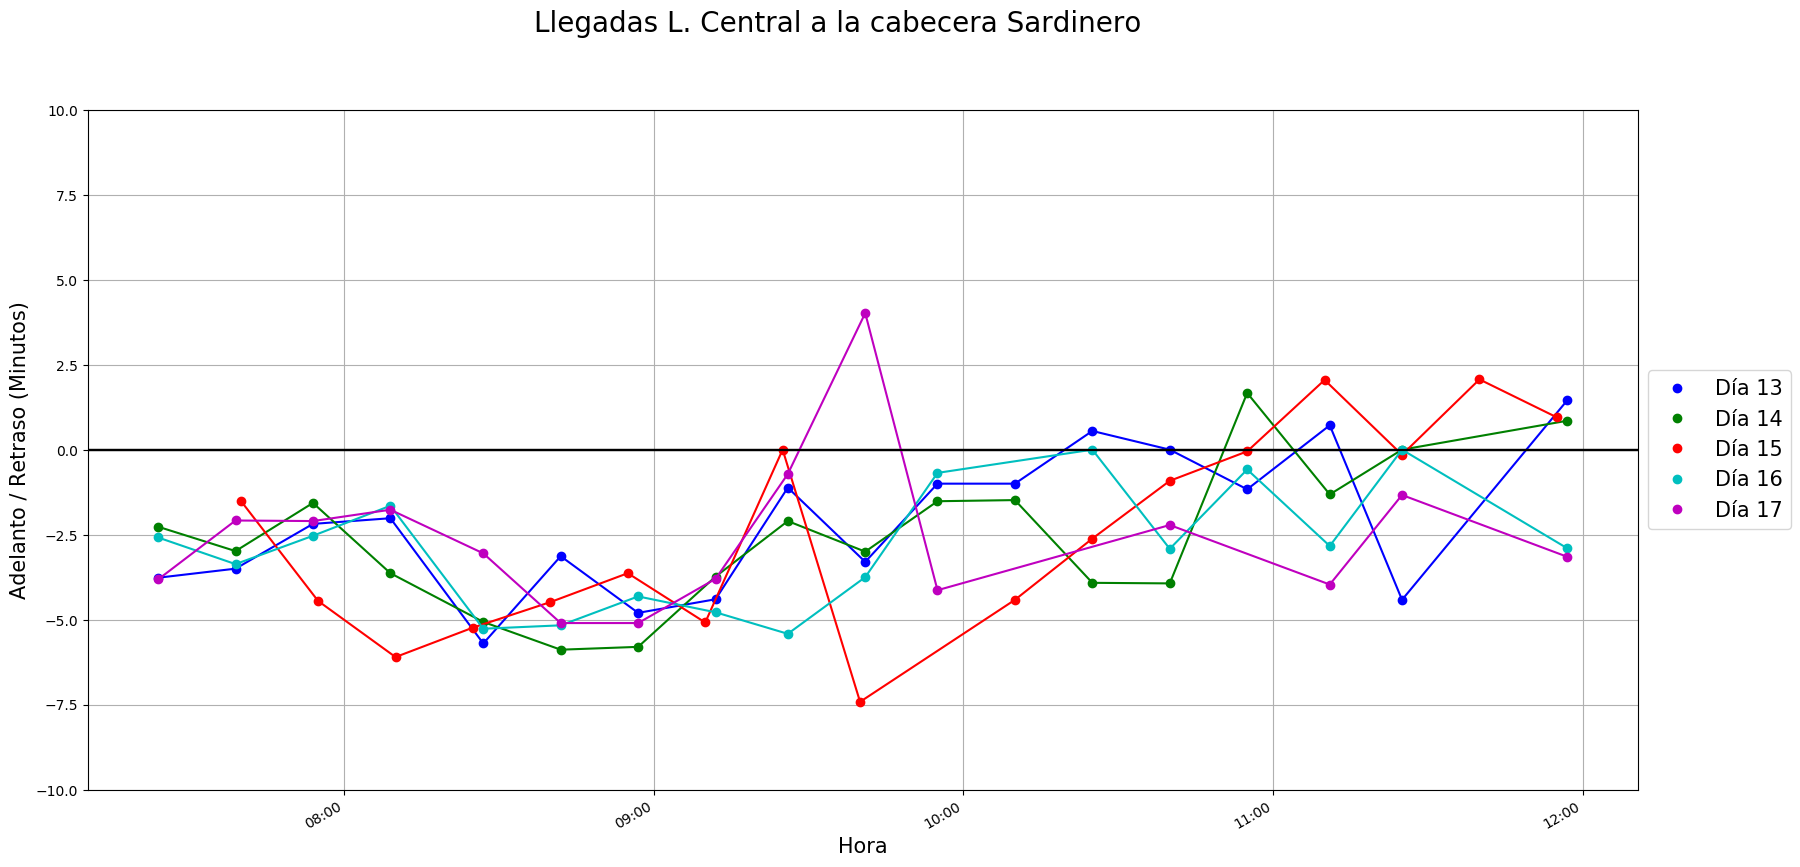 Llegadas L. Central a la cabecera Sardinero
Adelanto / Retraso (Minutos)
10.0
7.5
5.0
2.5
0.0
−2.5
−5.0
−7.5
−10.0
08:00
09:00
10:00
11:00
12:00
Hora
Día 13
Día 14
Día 15
Día 16
Día 17